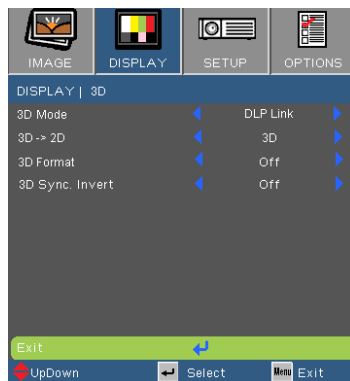 IMAGE DISPLAY SETUP OPTIONS
DISPLAY | 3D
3D Mode DLP Link
3D -> 2D 3D
3D Format Off
3D Sync. Invert Off
Exit
UpDown Select Menu Exit